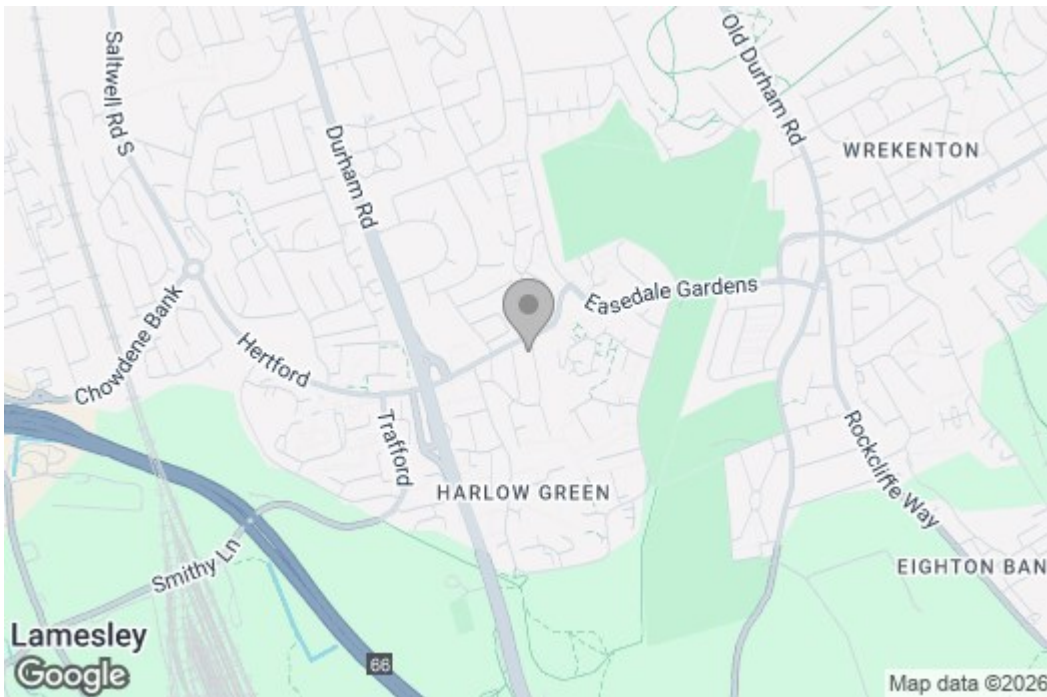 Saltwell Rd S
Durham Rd
Old Durham Rd
WREKENTON
Easedale Gardens
Chowdene Bank
Hertford
Trafford
HARLOW GREEN
Rockcliffe Way
Smithy Ln
EIGHTON BAN
Lamesley
66
Google
Map data ©2026